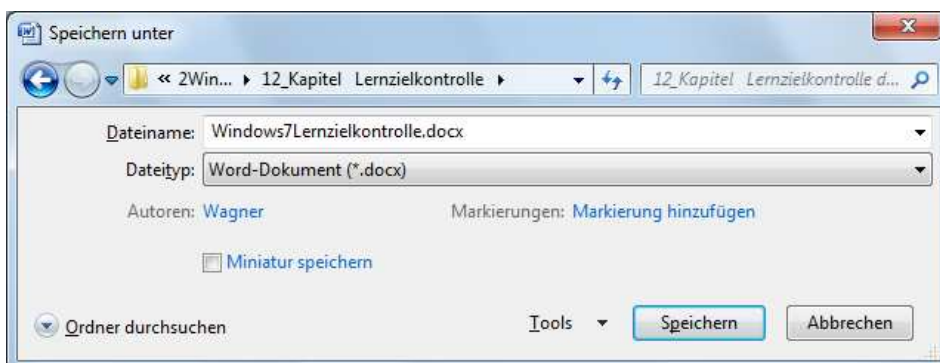 Speichern unter
« 2Win... ▸ 12_Kapitel Lernzielkontrolle ▸ 12_Kapitel Lernzielkontrolle d...
Dateiname: Windows7Lernzielkontrolle.docx
Dateityp: Word-Dokument (*.docx)
Autoren: Wagner Markierungen: Markierung hinzufügen
Miniatur speichern
Ordner durchsuchen Tools Speichern Abbrechen